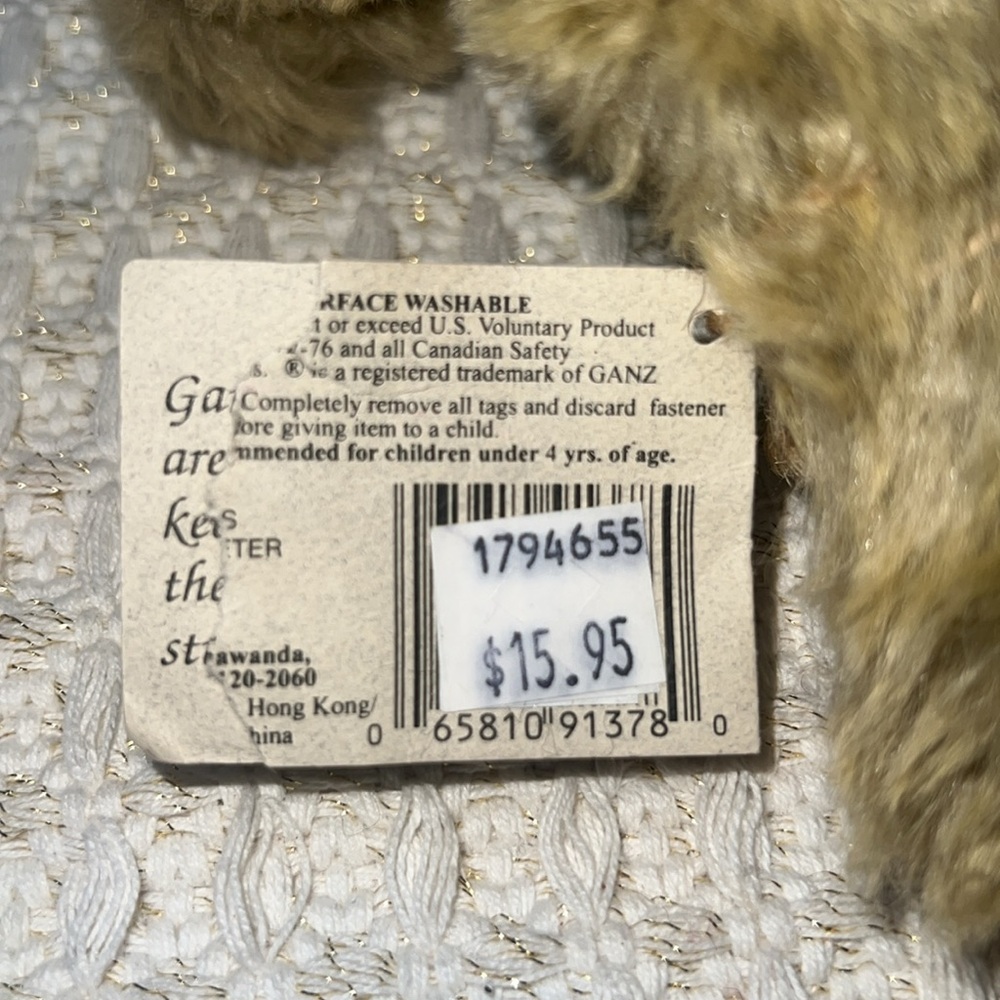 RFACE WASHABLE
t or exceed U.S. Voluntary Product
-76 and all Canadian Safety
s. ® is a registered trademark of GANZ
Ga
Completely remove all tags and discard fastener
fore giving item to a child.
are
mmended for children under 4 yrs. of age.
ke
s
TER
the
st
awanda,
20-2060
Hong Kong/
hina
1794655
$15.95
0 65810 91378 0